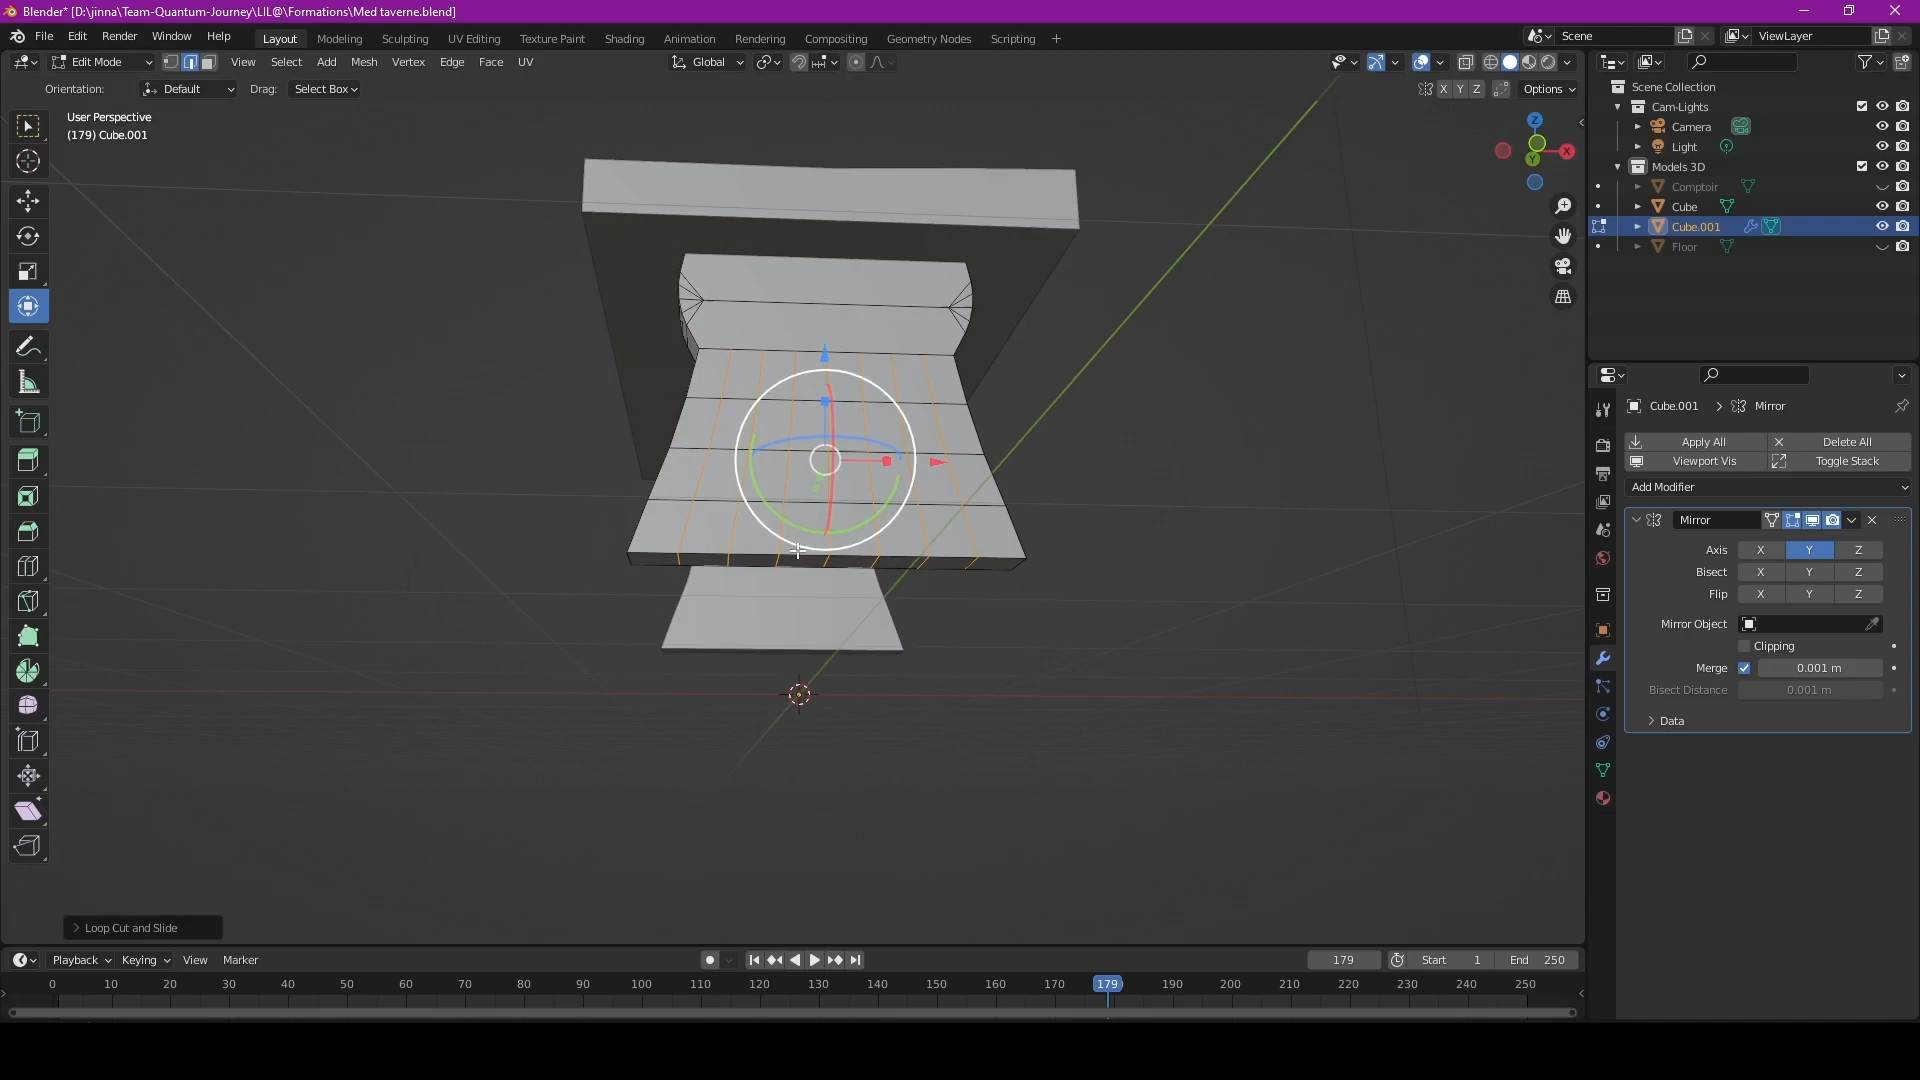 Blender* [D:\jinna\Team-Quantum-Journey\LIL@\Formations\Med taverne.blend]
File Edit Render Window Help Layout Modeling Sculpting UV Editing Texture Paint Shading Animation Rendering Compositing Geometry Nodes Scripting + Scene ViewLayer
Edit Mode View Select Add Mesh Vertex Edge Face UV Global
Orientation: Default Drag: Select Box X Y Z Options
User Perspective
(179) Cube.001
Z
X
Y
Scene Collection
Cam-Lights
Camera
Light
Models 3D
Comptoir
Cube
Cube.001
Floor
Cube.001 > Mirror
Apply All Delete All
Viewport Vis Toggle Stack
Add Modifier
Mirror
Axis X Y Z
Bisect X Y Z
Flip X Y Z
Mirror Object
Clipping
Merge 0.001 m
Bisect Distance 0.001 m
> Data
> Loop Cut and Slide
Playback Keying View Marker 179 Start 1 End 250
0 10 20 30 40 50 60 70 80 90 100 110 120 130 140 150 160 170 179 190 200 210 220 230 240 250